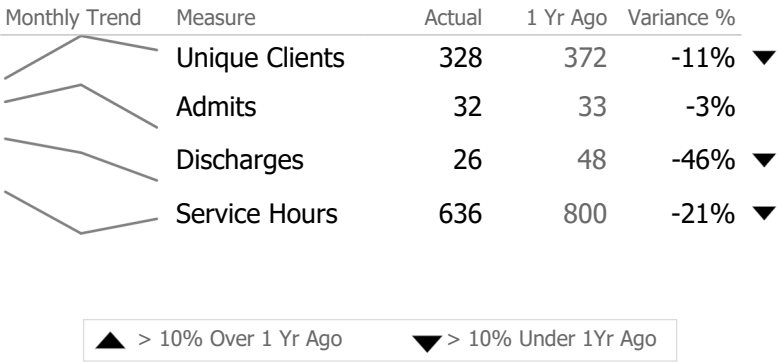 Monthly Trend Measure Actual 1 Yr Ago Variance %
Unique Clients 328 372 -11% ▼
Admits 32 33 -3%
Discharges 26 48 -46% ▼
Service Hours 636 800 -21% ▼
▲ > 10% Over 1 Yr Ago ▼ > 10% Under 1Yr Ago